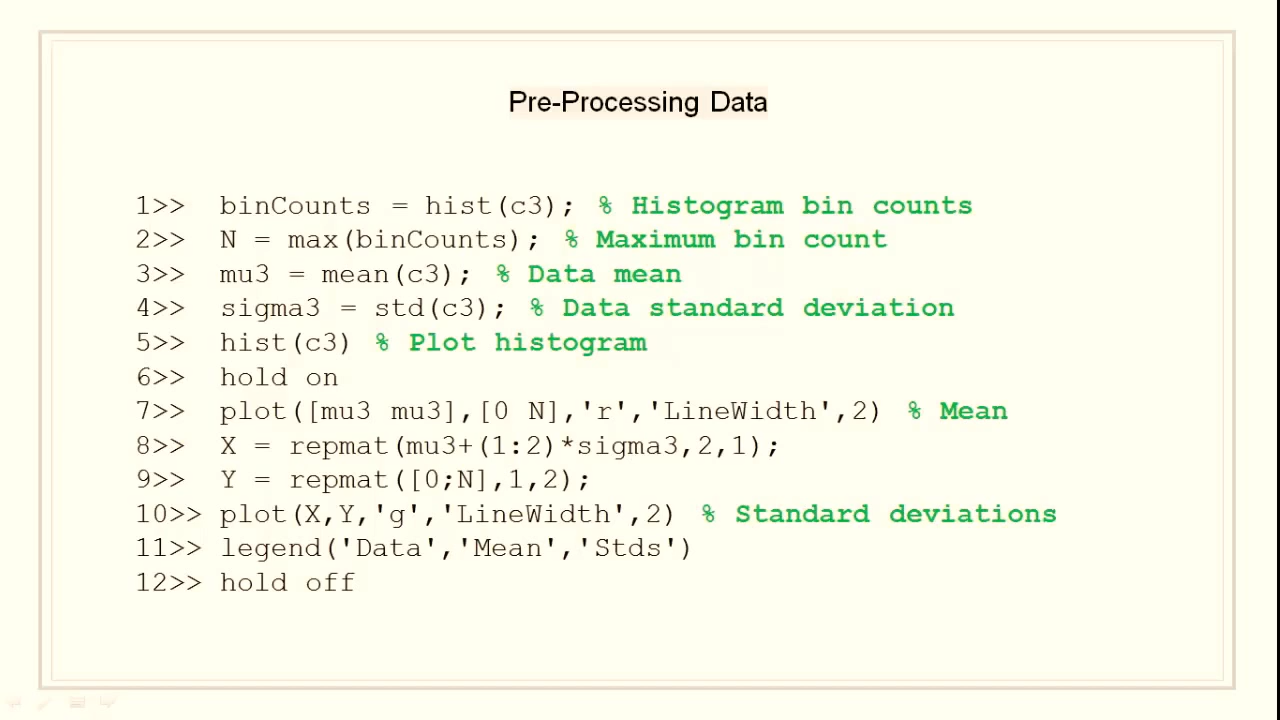 Pre-Processing Data
1>> binCounts = hist(c3); % Histogram bin counts
2>> N = max(binCounts); % Maximum bin count
3>> mu3 = mean(c3); % Data mean
4>> sigma3 = std(c3); % Data standard deviation
5>> hist(c3) % Plot histogram
6>> hold on
7>> plot([mu3 mu3],[0 N],'r','LineWidth',2) % Mean
8>> X = repmat(mu3+(1:2)*sigma3,2,1);
9>> Y = repmat([0;N],1,2);
10>> plot(X,Y,'g','LineWidth',2) % Standard deviations
11>> legend('Data','Mean','Stds')
12>> hold off